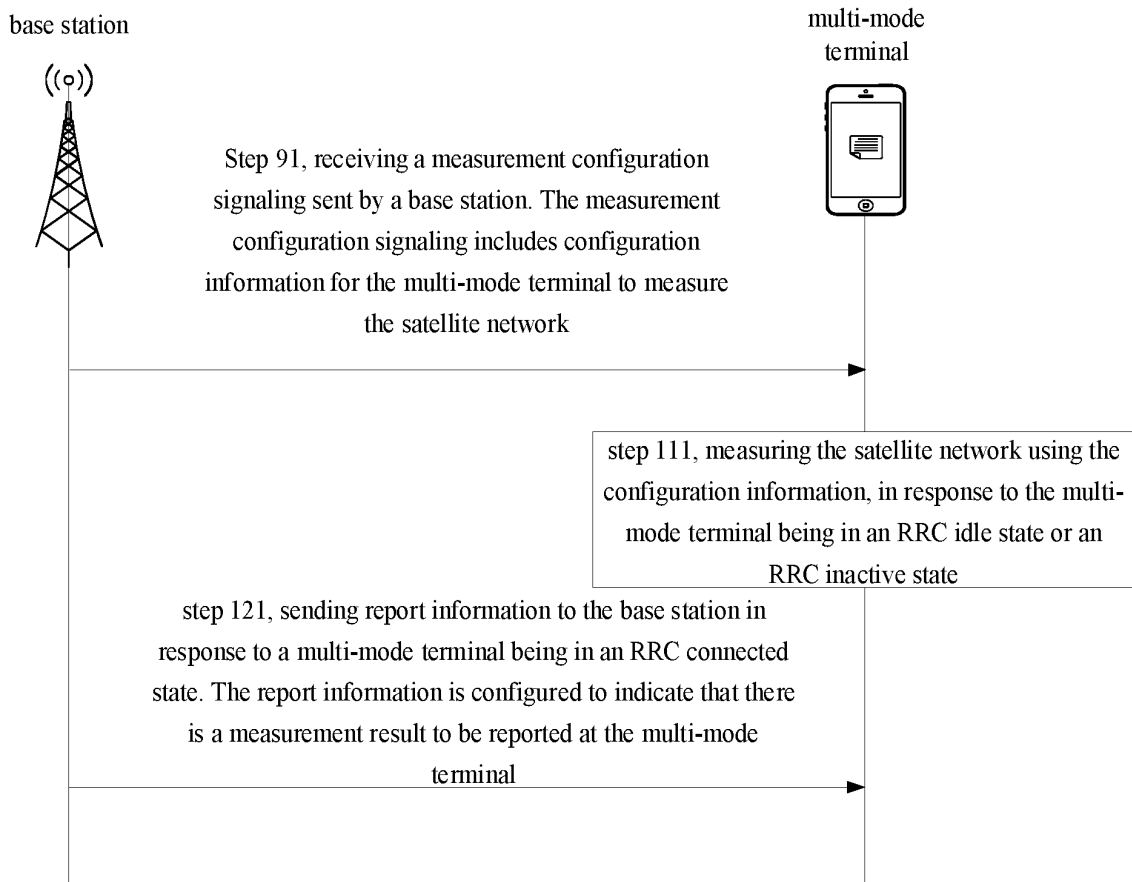 base station
multi-mode
terminal
Step 91, receiving a measurement configuration
signaling sent by a base station. The measurement
configuration signaling includes configuration
information for the multi-mode terminal to measure
the satellite network
step 111, measuring the satellite network using the
configuration information, in response to the multi-
mode terminal being in an RRC idle state or an
RRC inactive state
step 121, sending report information to the base station in
response to a multi-mode terminal being in an RRC connected
state. The report information is configured to indicate that there
is a measurement result to be reported at the multi-mode
terminal